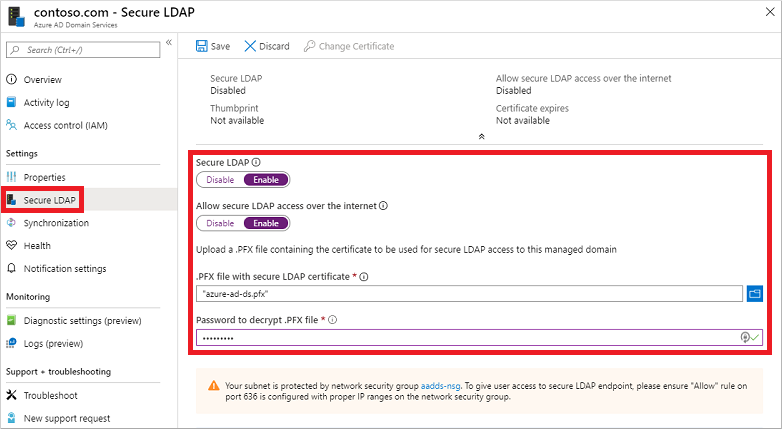 contoso.com - Secure LDAP
Azure AD Domain Services
Search (Ctrl+/)
Overview
Activity log
Access control (IAM)
Settings
Properties
Secure LDAP
Synchronization
Health
Notification settings
Monitoring
Diagnostic settings (preview)
Logs (preview)
Support + troubleshooting
Troubleshoot
New support request
Save Discard Change Certificate
Secure LDAP Allow secure LDAP access over the internet
Disabled Disabled
Thumbprint Certificate expires
Not available Not available
Secure LDAP
Disable Enable
Allow secure LDAP access over the internet
Disable Enable
Upload a .PFX file containing the certificate to be used for secure LDAP access to this managed domain
.PFX file with secure LDAP certificate *
"azure-ad-ds.pfx"
Password to decrypt .PFX file *
•••••••••
Your subnet is protected by network security group aadds-nsg. To give user access to secure LDAP endpoint, please ensure "Allow" rule on
port 636 is configured with proper IP ranges on the network security group.